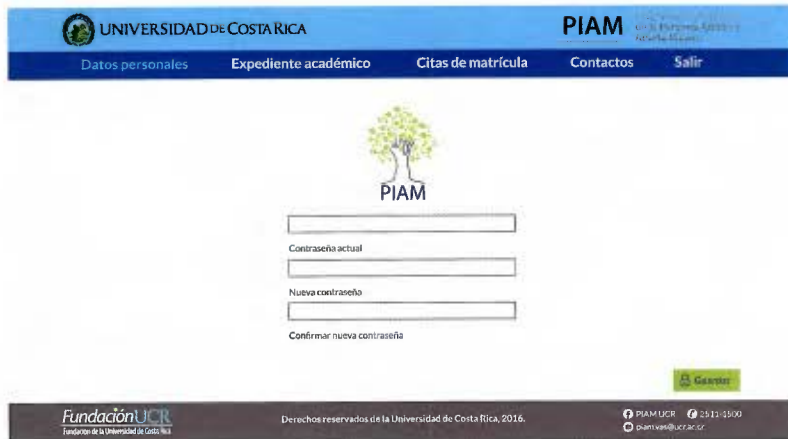 UNIVERSIDAD DE COSTA RICA
PIAM
Datos personales Expediente académico Citas de matrícula Contactos Salir
PIAM
Contraseña actual
Nueva contraseña
Confirmar nueva contraseña
Guardar
FundaciónUCR
Fundación de la Universidad de Costa Rica
Derechos reservados de la Universidad de Costa Rica, 2016.
PIAM UCR 2511-4500